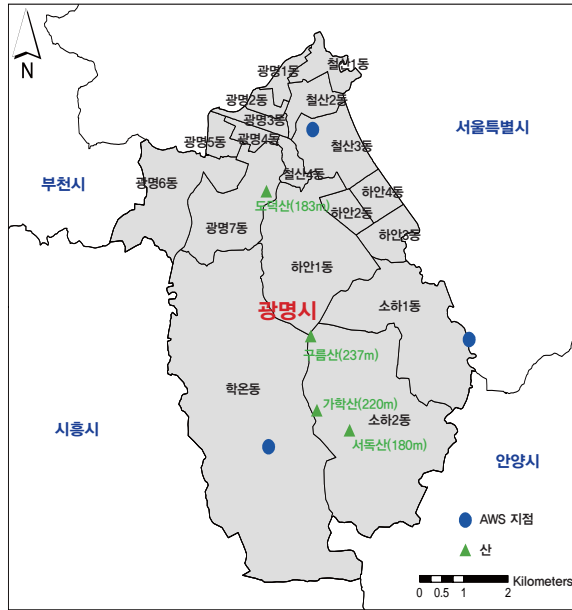 N
철산1동
광명1동
광명2동
철산2동
광명3동
서울특별시
광명5동
광명4동
철산3동
철산4동
부천시
광명6동
하안4동
도덕산(183m)
하안2동
광명7동
하안3동
하안1동
소하1동
광명시
구름산(237m)
학온동
가학산(220m)
시흥시
소하2동
서독산(180m)
안양시
AWS 지점
산
Kilometers
0 0.5 1 2